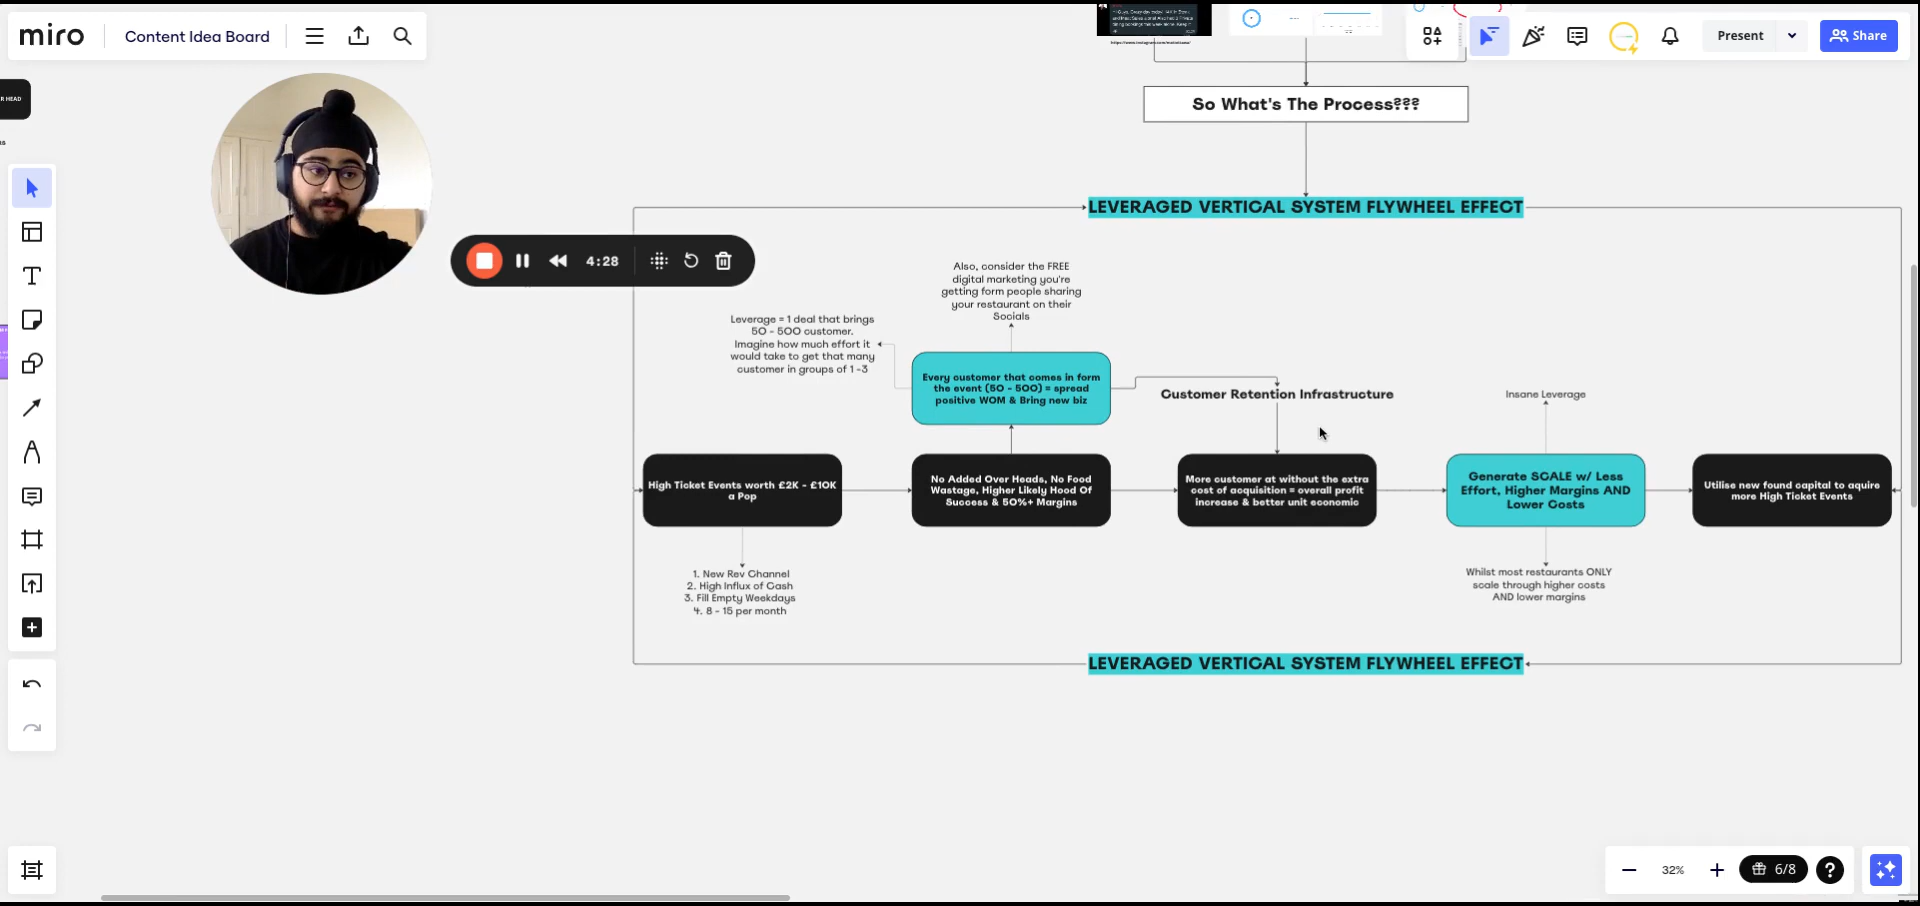 miro
Content Idea Board
Present
Share
R HEAD
https://www.instagram.com/
So What's The Process???
LEVERAGED VERTICAL SYSTEM FLYWHEEL EFFECT
4:28
Also, consider the FREE
digital marketing you're
getting form people sharing
your restaurant on their
Socials
Leverage = 1 deal that brings
50 - 500 customer.
Imagine how much effort it
would take to get that many
customer in groups of 1 -3
Every customer that comes in form
the event (50 - 500) = spread
positive WOM & Bring new biz
Customer Retention Infrastructure
Insane Leverage
High Ticket Events worth £2K - £10K
a Pop
No Added Over Heads, No Food
Wastage, Higher Likely Hood Of
Success & 50%+ Margins
More customer at without the extra
cost of acquisition = overall profit
increase & better unit economic
Generate SCALE w/ Less
Effort, Higher Margins AND
Lower Costs
Utilise new found capital to aquire
more High Ticket Events
1. New Rev Channel
2. High Influx of Cash
3. Fill Empty Weekdays
4. 8 - 15 per month
Whilst most restaurants ONLY
scale through higher costs
AND lower margins
LEVERAGED VERTICAL SYSTEM FLYWHEEL EFFECT
32%
6/8